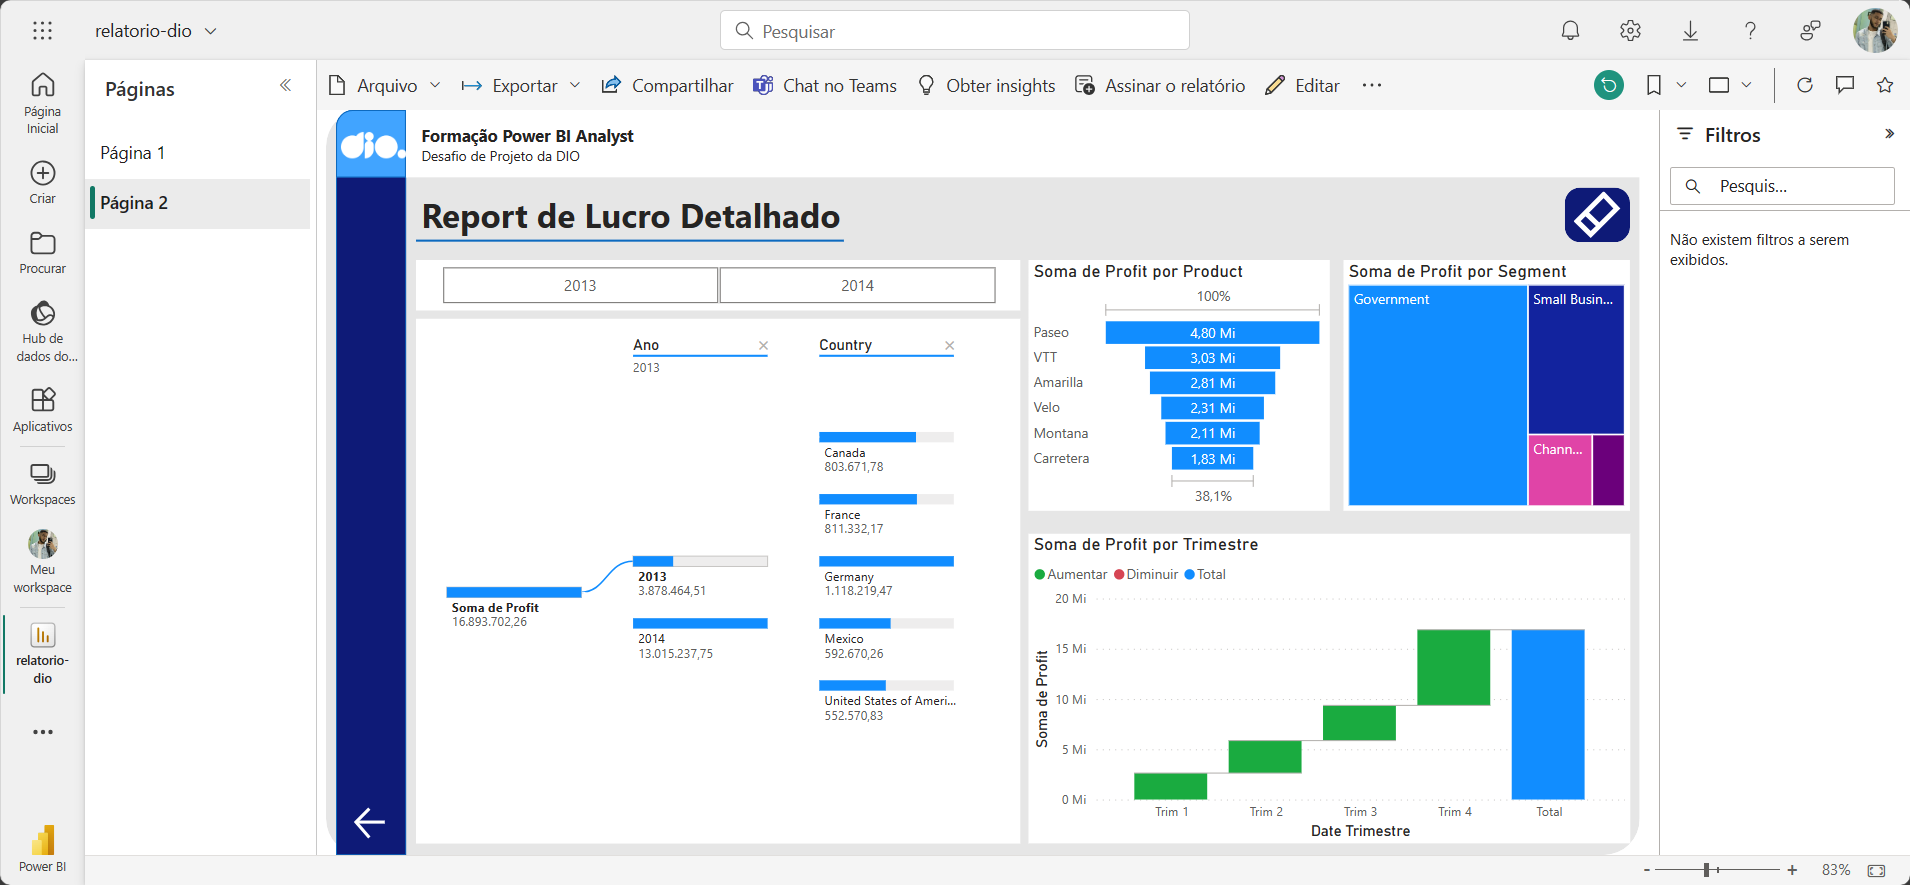 relatorio-dio
Pesquisar
Página
Inicial
Criar
Procurar
Hub de
dados do...
Aplicativos
Workspaces
Meu
workspace
relatorio-
dio
Power BI
Páginas
Página 1
Página 2
Arquivo
Exportar
Compartilhar
Chat no Teams
Obter insights
Assinar o relatório
Editar
dio.
Formação Power BI Analyst
Desafio de Projeto da DIO
Report de Lucro Detalhado
2013
2014
Ano
2013
Country
Soma de Profit
16.893.702,26
2013
3.878.464,51
2014
13.015.237,75
Canada
803.671,78
France
811.332,17
Germany
1.118.219,47
Mexico
592.670,26
United States of Ameri...
552.570,83
Soma de Profit por Product
100%
Paseo 4,80 Mi
VTT 3,03 Mi
Amarilla 2,81 Mi
Velo 2,31 Mi
Montana 2,11 Mi
Carretera 1,83 Mi
38,1%
Soma de Profit por Segment
Government
Small Busin...
Chann...
Soma de Profit por Trimestre
Aumentar Diminuir Total
Soma de Profit
20 Mi
15 Mi
10 Mi
5 Mi
0 Mi
Trim 1 Trim 2 Trim 3 Trim 4 Total
Date Trimestre
Filtros
Pesquis...
Não existem filtros a serem
exibidos.
83%